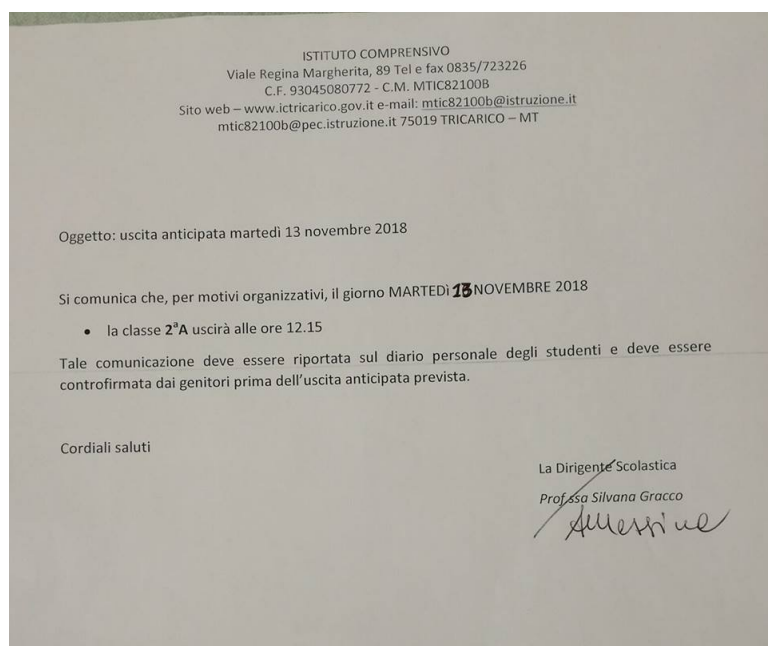 ISTITUTO COMPRENSIVO
Viale Regina Margherita, 89 Tel e fax 0835/723226
C.F. 93045080772 - C.M. MTIC82100B
Sito web – www.ictricarico.gov.it e-mail: mtic82100b@istruzione.it
mtic82100b@pec.istruzione.it 75019 TRICARICO – MT
Oggetto: uscita anticipata martedì 13 novembre 2018
Si comunica che, per motivi organizzativi, il giorno MARTEDì 13 NOVEMBRE 2018
• la classe 2ªA uscirà alle ore 12.15
Tale comunicazione deve essere riportata sul diario personale degli studenti e deve essere
controfirmata dai genitori prima dell'uscita anticipata prevista.
Cordiali saluti
La Dirigente Scolastica
Prof.ssa Silvana Gracco